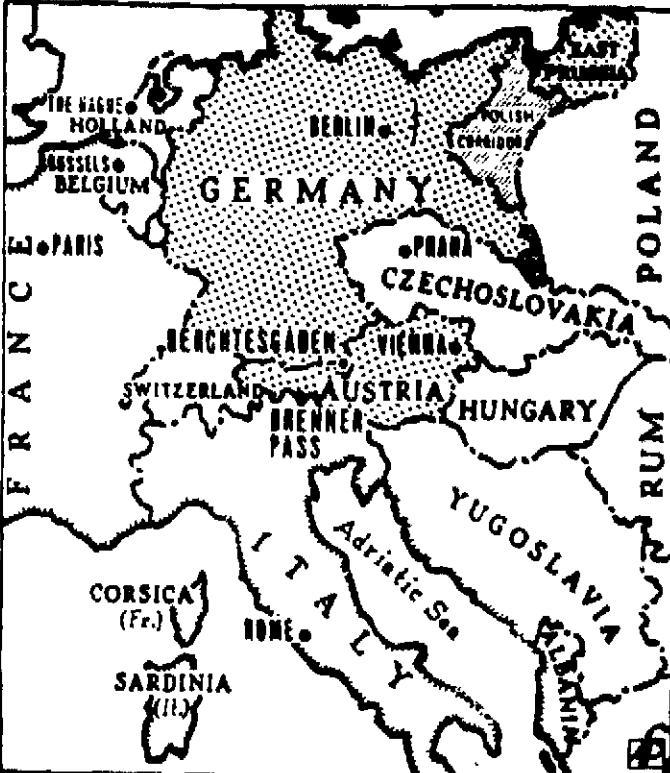 EAST
PRUSSIA
THE HAGUE
HOLLAND
BERLIN
POLISH
CORRIDOR
BRUSSELS
BELGIUM
GERMANY
POLAND
PARIS
PRAHA
CZECHOSLOVAKIA
FRANCE
BERCHTESGADEN
VIENNA
SWITZERLAND
AUSTRIA
HUNGARY
BRENNER
PASS
RUM
YUGOSLAVIA
Adriatic Sea
ITALY
CORSICA
(Fr.)
ROME
ALBANIA
SARDINIA
(It.)